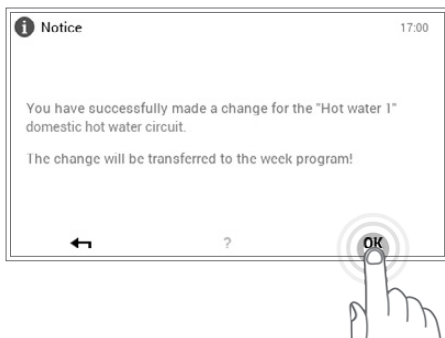 i Notice 17:00
You have successfully made a change for the "Hot water 1"
domestic hot water circuit.
The change will be transferred to the week program!
? OK